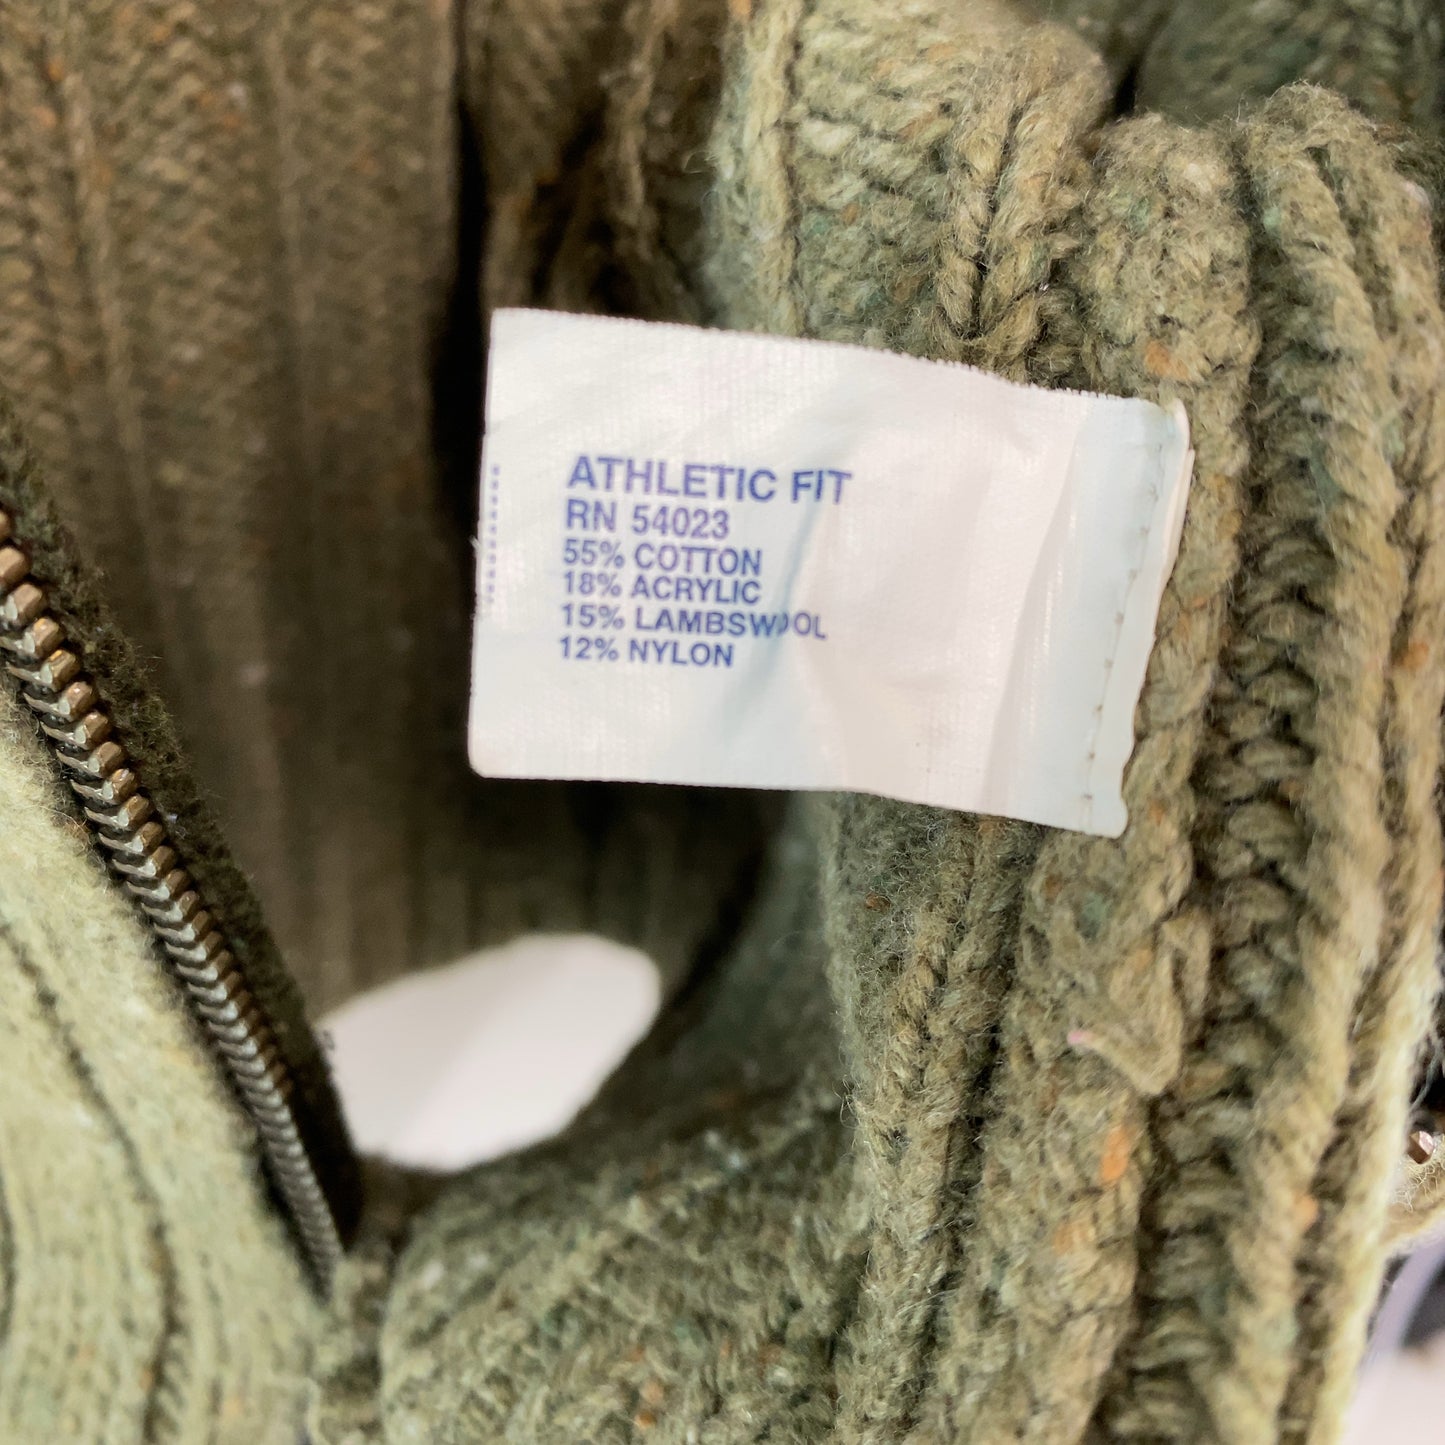 ATHLETIC FIT
RN 54023
55% COTTON
18% ACRYLIC
15% LAMBSWOOL
12% NYLON